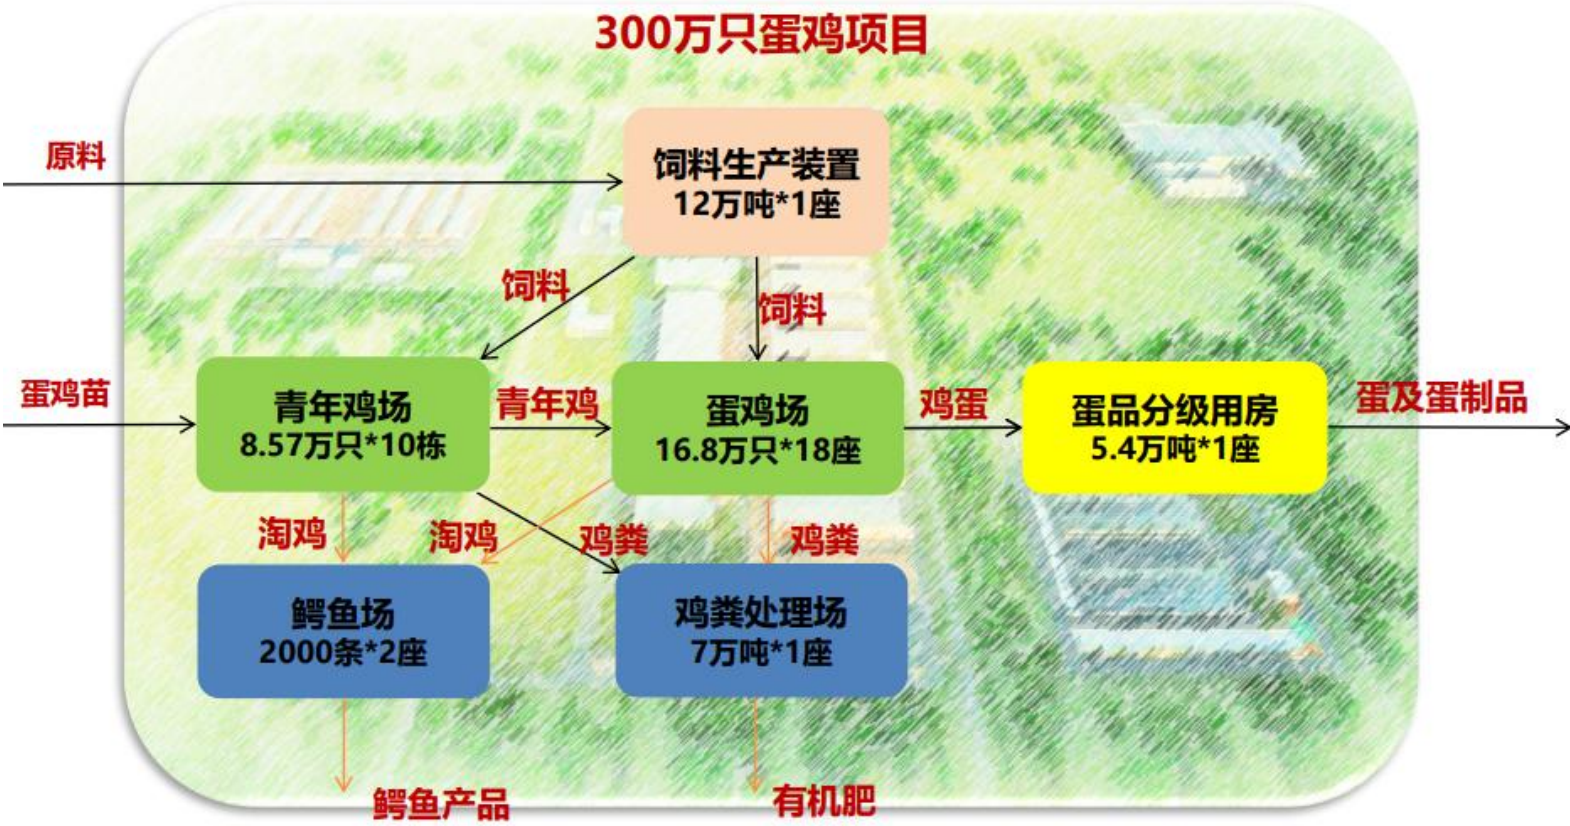 300万只蛋鸡项目
原料
饲料生产装置
12万吨*1座
饲料
饲料
蛋鸡苗
青年鸡场
8.57万只*10栋
青年鸡
蛋鸡场
16.8万只*18座
鸡蛋
蛋品分级用房
5.4万吨*1座
蛋及蛋制品
淘鸡
淘鸡
鸡粪
鸡粪
鳄鱼场
2000条*2座
鸡粪处理场
7万吨*1座
鳄鱼产品
有机肥